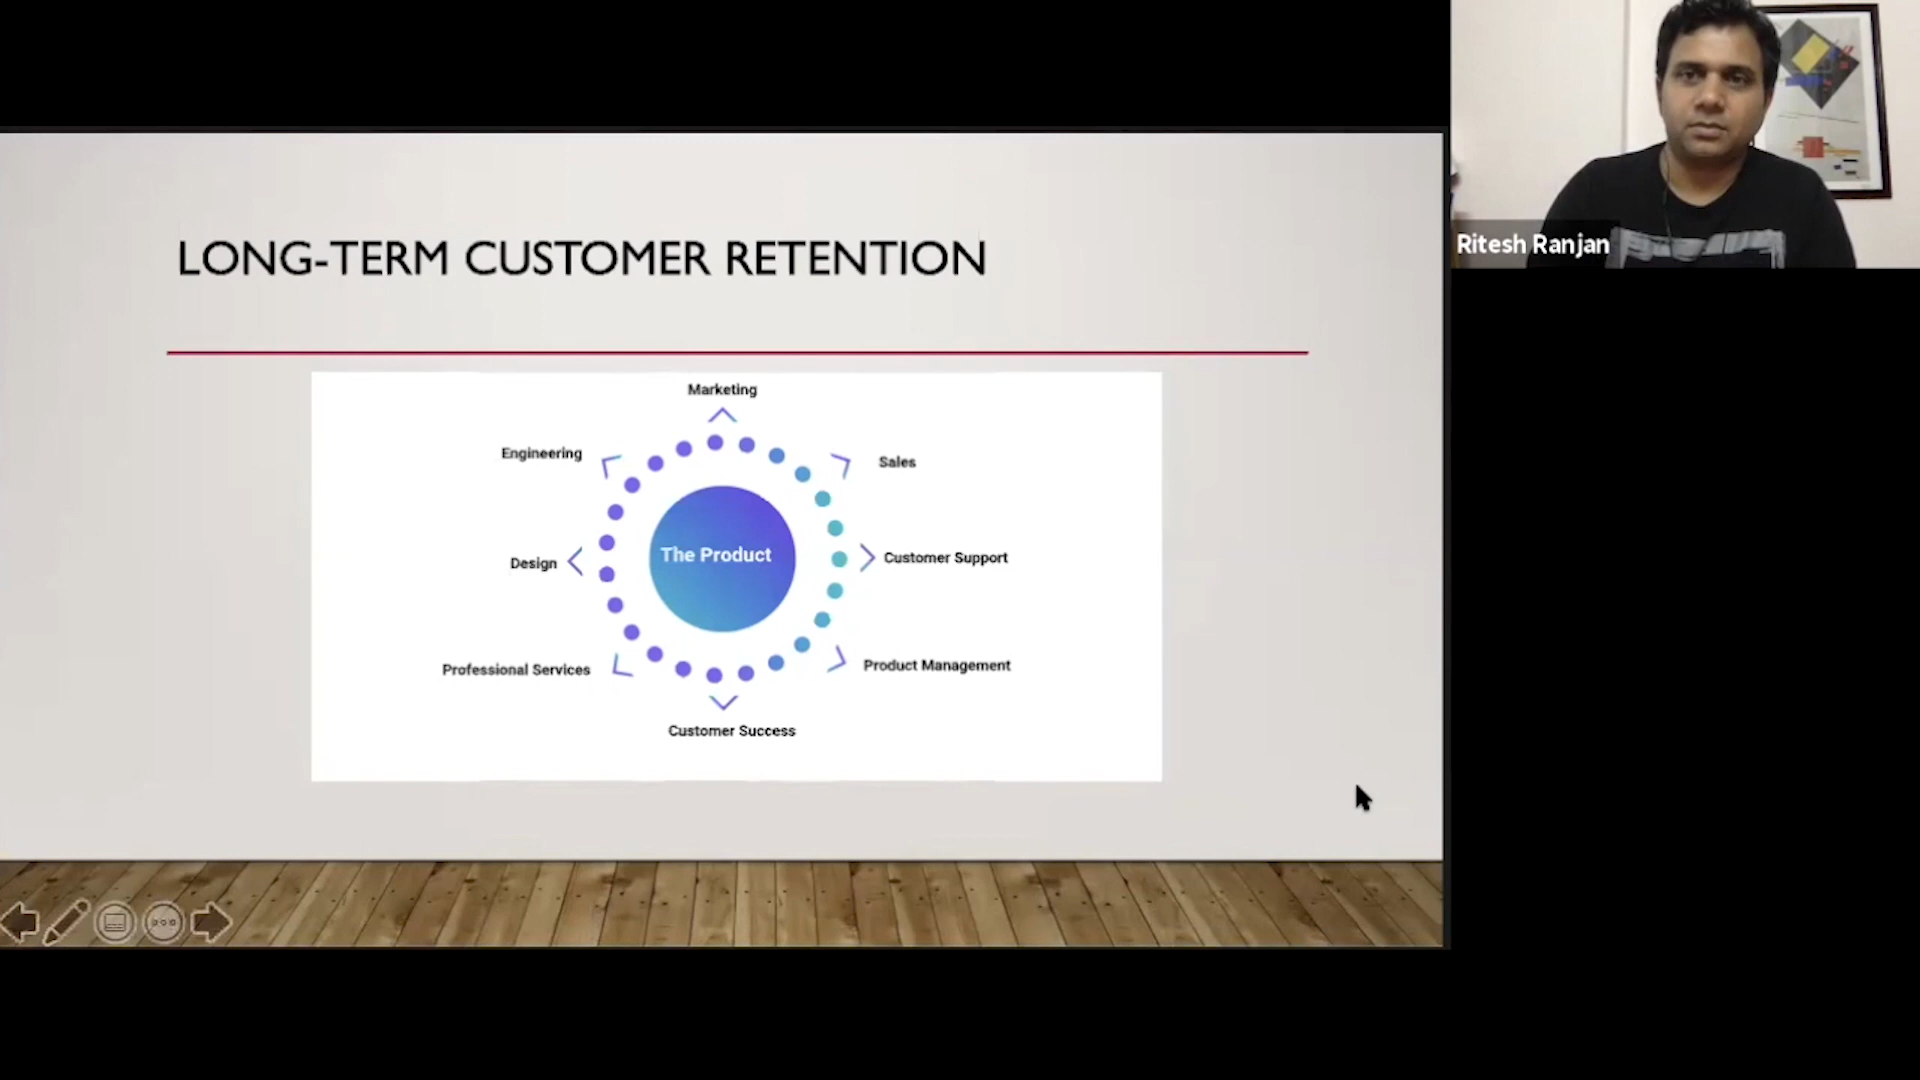 LONG-TERM CUSTOMER RETENTION
Marketing
Engineering
Sales
The Product
Design
Customer Support
Professional Services
Product Management
Customer Success
Ritesh Ranjan